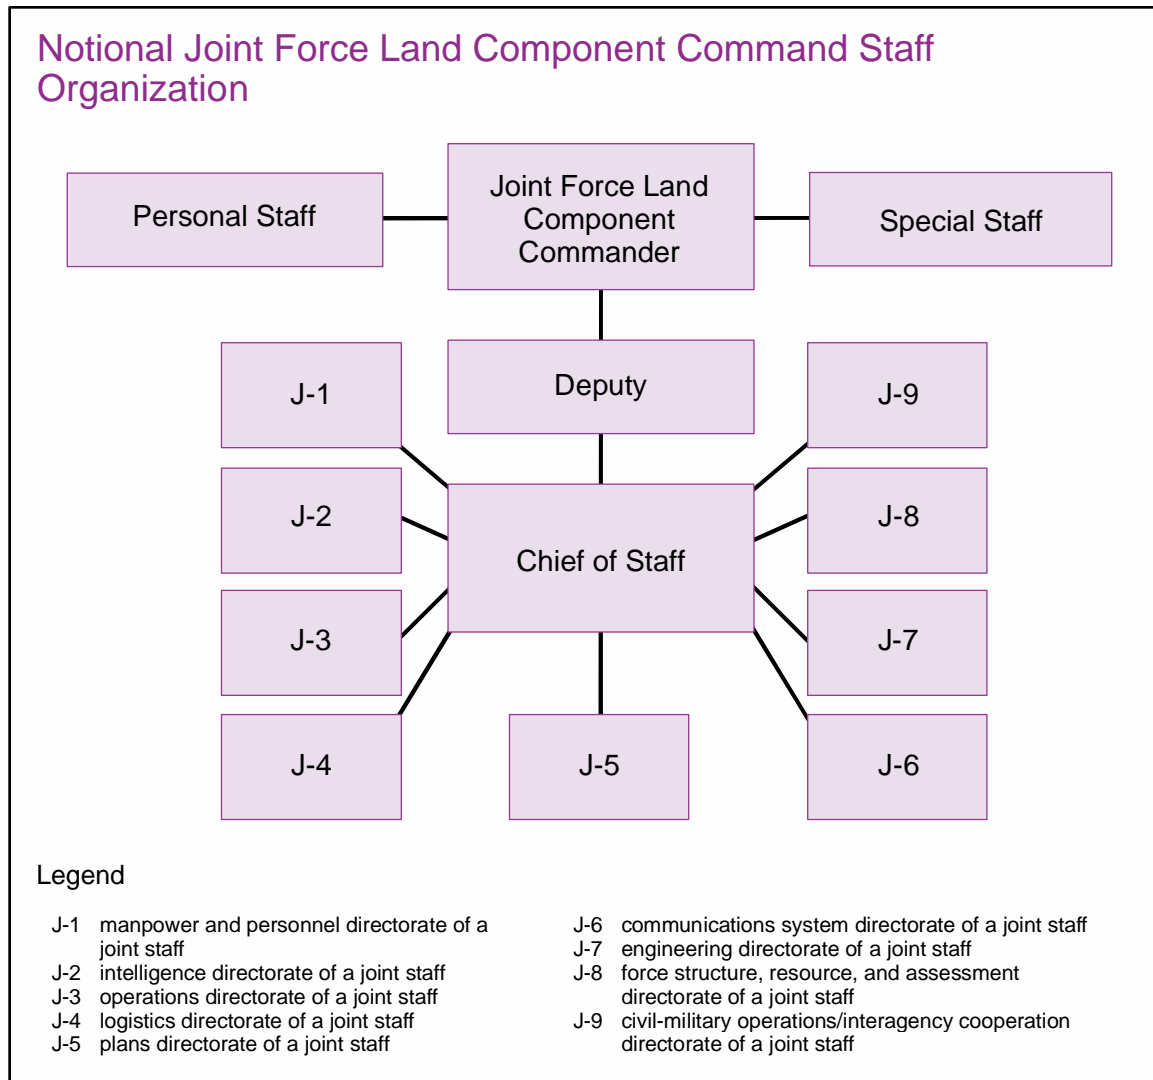 Notional Joint Force Land Component Command Staff
Organization
Personal Staff
Joint Force Land
Component
Commander
Special Staff
Deputy
J-1
J-9
J-2
J-8
Chief of Staff
J-3
J-7
J-4
J-5
J-6
Legend
J-1 manpower and personnel directorate of a
joint staff
J-2 intelligence directorate of a joint staff
J-3 operations directorate of a joint staff
J-4 logistics directorate of a joint staff
J-5 plans directorate of a joint staff
J-6 communications system directorate of a joint staff
J-7 engineering directorate of a joint staff
J-8 force structure, resource, and assessment
directorate of a joint staff
J-9 civil-military operations/interagency cooperation
directorate of a joint staff